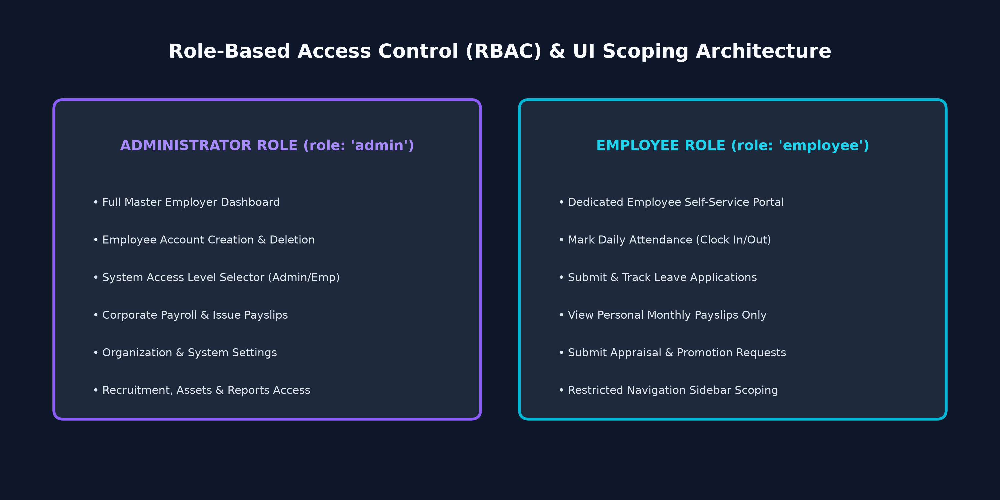 Role-Based Access Control (RBAC) & UI Scoping Architecture
ADMINISTRATOR ROLE (role: 'admin')
• Full Master Employer Dashboard
• Employee Account Creation & Deletion
• System Access Level Selector (Admin/Emp)
• Corporate Payroll & Issue Payslips
• Organization & System Settings
• Recruitment, Assets & Reports Access
EMPLOYEE ROLE (role: 'employee')
• Dedicated Employee Self-Service Portal
• Mark Daily Attendance (Clock In/Out)
• Submit & Track Leave Applications
• View Personal Monthly Payslips Only
• Submit Appraisal & Promotion Requests
• Restricted Navigation Sidebar Scoping